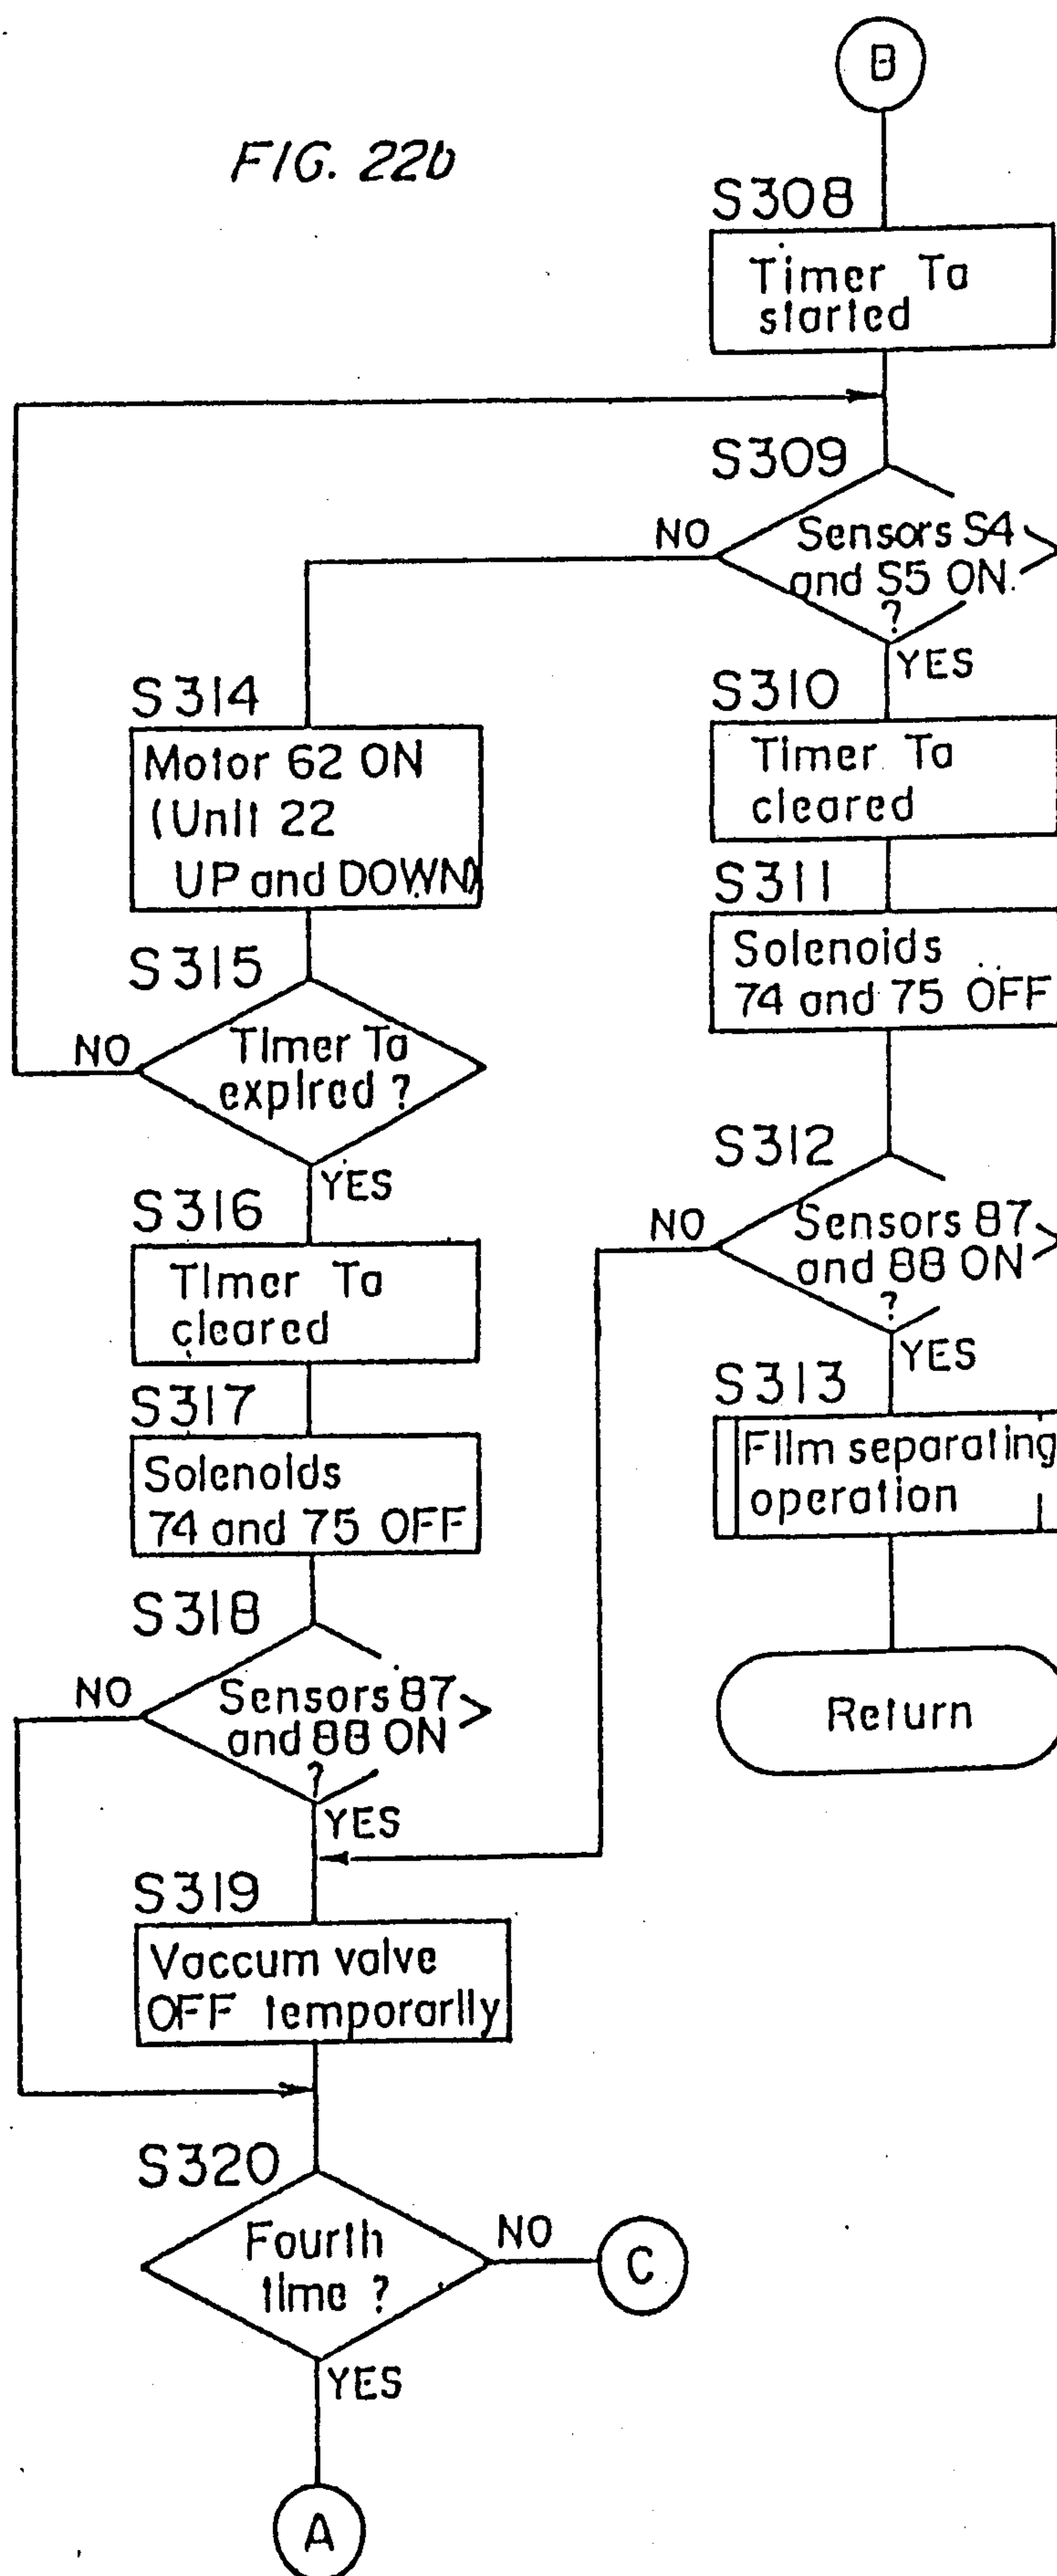 B
FIG. 22b
S308
Timer Ta
started
S309
NO
Sensors S4
and S5 ON
?
YES
S310
Timer Ta
cleared
S311
Solenoids
74 and 75 OFF
S312
NO
Sensors 87
and 88 ON
?
YES
S313
Film separating
operation
Return
S314
Motor 62 ON
(Unit 22
UP and DOWN)
S315
NO
Timer Ta
expired ?
YES
S316
Timer Ta
cleared
S317
Solenoids
74 and 75 OFF
S318
NO
Sensors 87
and 88 ON
?
YES
S319
Vaccum valve
OFF temporarily
S320
Fourth
time ?
NO
C
YES
A